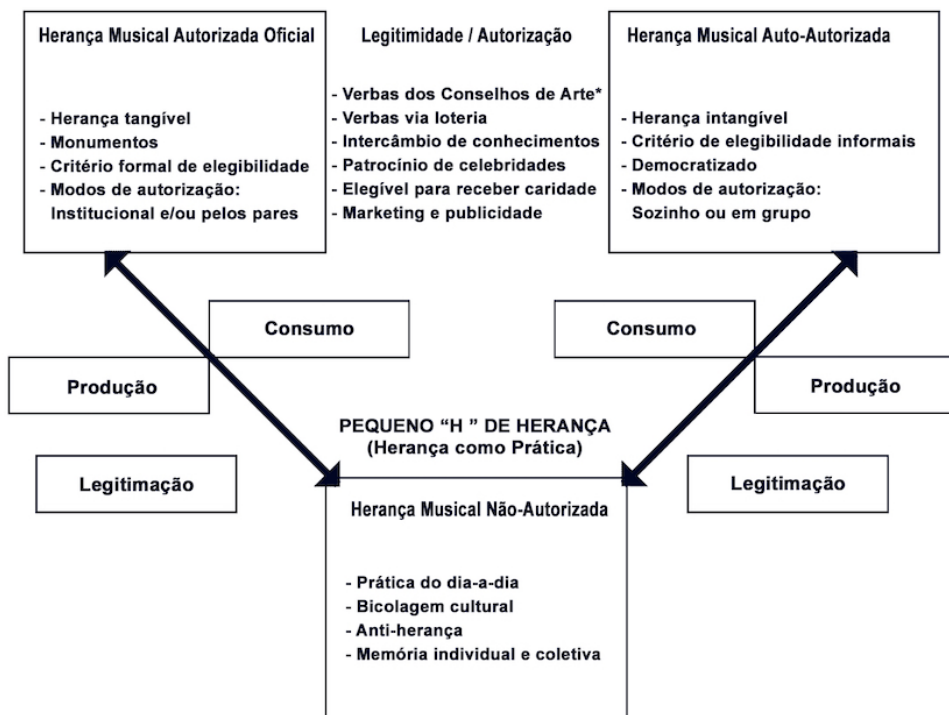 Herança Musical Autorizada Oficial
- Herança tangível
- Monumentos
- Critério formal de elegibilidade
- Modos de autorização:
Institucional e/ou pelos pares
Legitimidade / Autorização
- Verbas dos Conselhos de Arte*
- Verbas via loteria
- Intercâmbio de conhecimentos
- Patrocínio de celebridades
- Elegível para receber caridade
- Marketing e publicidade
Herança Musical Auto-Autorizada
- Herança intangível
- Critério de elegibilidade informais
- Democratizado
- Modos de autorização:
Sozinho ou em grupo
Consumo
Produção
Legitimação
Consumo
Produção
Legitimação
PEQUENO “H ” DE HERANÇA
(Herança como Prática)
Herança Musical Não-Autorizada
- Prática do dia-a-dia
- Bicolagem cultural
- Anti-herança
- Memória individual e coletiva